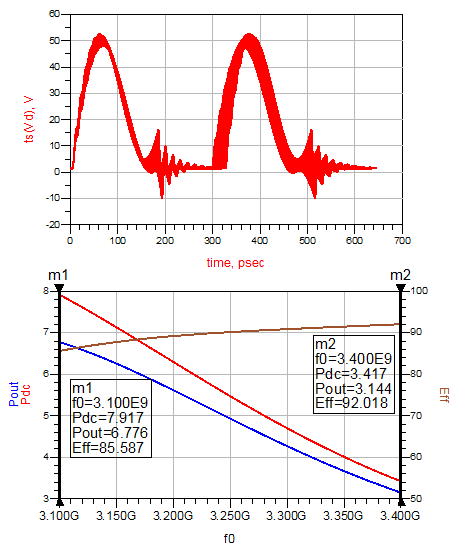 60
50
40
30
20
10
0
-10
-20
ts(Vd), V
0 100 200 300 400 500 600 700
time, psec
m1 m2
8
7
6
5
4
3
Pout
Pdc
100
90
80
70
60
50
Eff
m1
f0=3.100E9
Pdc=7.917
Pout=6.776
Eff=85.587
m2
f0=3.400E9
Pdc=3.417
Pout=3.144
Eff=92.018
3.100G 3.150G 3.200G 3.250G 3.300G 3.350G 3.400G
f0